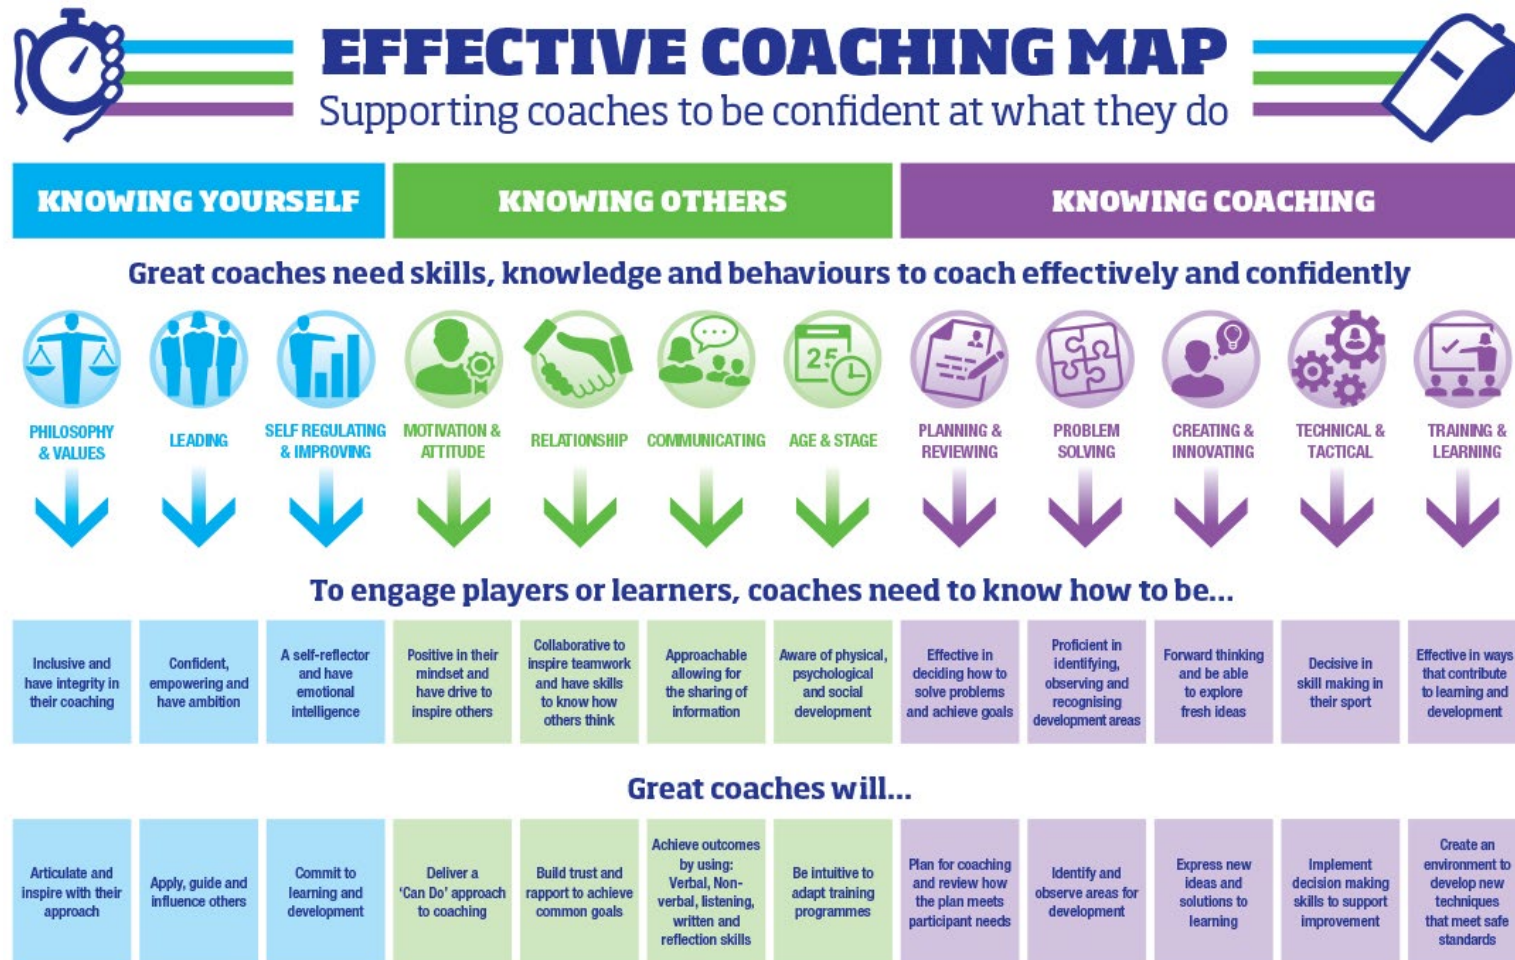 EFFECTIVE COACHING MAP
Supporting coaches to be confident at what they do
KNOWING YOURSELF
KNOWING OTHERS
KNOWING COACHING
Great coaches need skills, knowledge and behaviours to coach effectively and confidently
25
PHILOSOPHY
& VALUES
LEADING
SELF REGULATING
& IMPROVING
MOTIVATION &
ATTITUDE
RELATIONSHIP
COMMUNICATING
AGE & STAGE
PLANNING &
REVIEWING
PROBLEM
SOLVING
CREATING &
INNOVATING
TECHNICAL &
TACTICAL
TRAINING &
LEARNING
To engage players or learners, coaches need to know how to be...
Inclusive and
have integrity in
their coaching
Confident,
empowering and
have ambition
A self-reflector
and have
emotional
intelligence
Positive in their
mindset and
have drive to
inspire others
Collaborative to
inspire teamwork
and have skills
to know how
others think
Approachable
allowing for
the sharing of
information
Aware of physical,
psychological
and social
development
Effective in
deciding how to
solve problems
and achieve goals
Proficient in
identifying,
observing and
recognising
development areas
Forward thinking
and be able
to explore
fresh ideas
Decisive in
skill making in
their sport
Effective in ways
that contribute
to learning and
development
Great coaches will...
Articulate and
inspire with their
approach
Apply, guide and
influence others
Commit to
learning and
development
Deliver a
‘Can Do’ approach
to coaching
Build trust and
rapport to achieve
common goals
Achieve outcomes
by using:
Verbal, Non-
verbal, listening,
written and
reflection skills
Be intuitive to
adapt training
programmes
Plan for coaching
and review how
the plan meets
participant needs
Identify and
observe areas for
development
Express new
ideas and
solutions to
learning
Implement
decision making
skills to support
improvement
Create an
environment to
develop new
techniques
that meet safe
standards